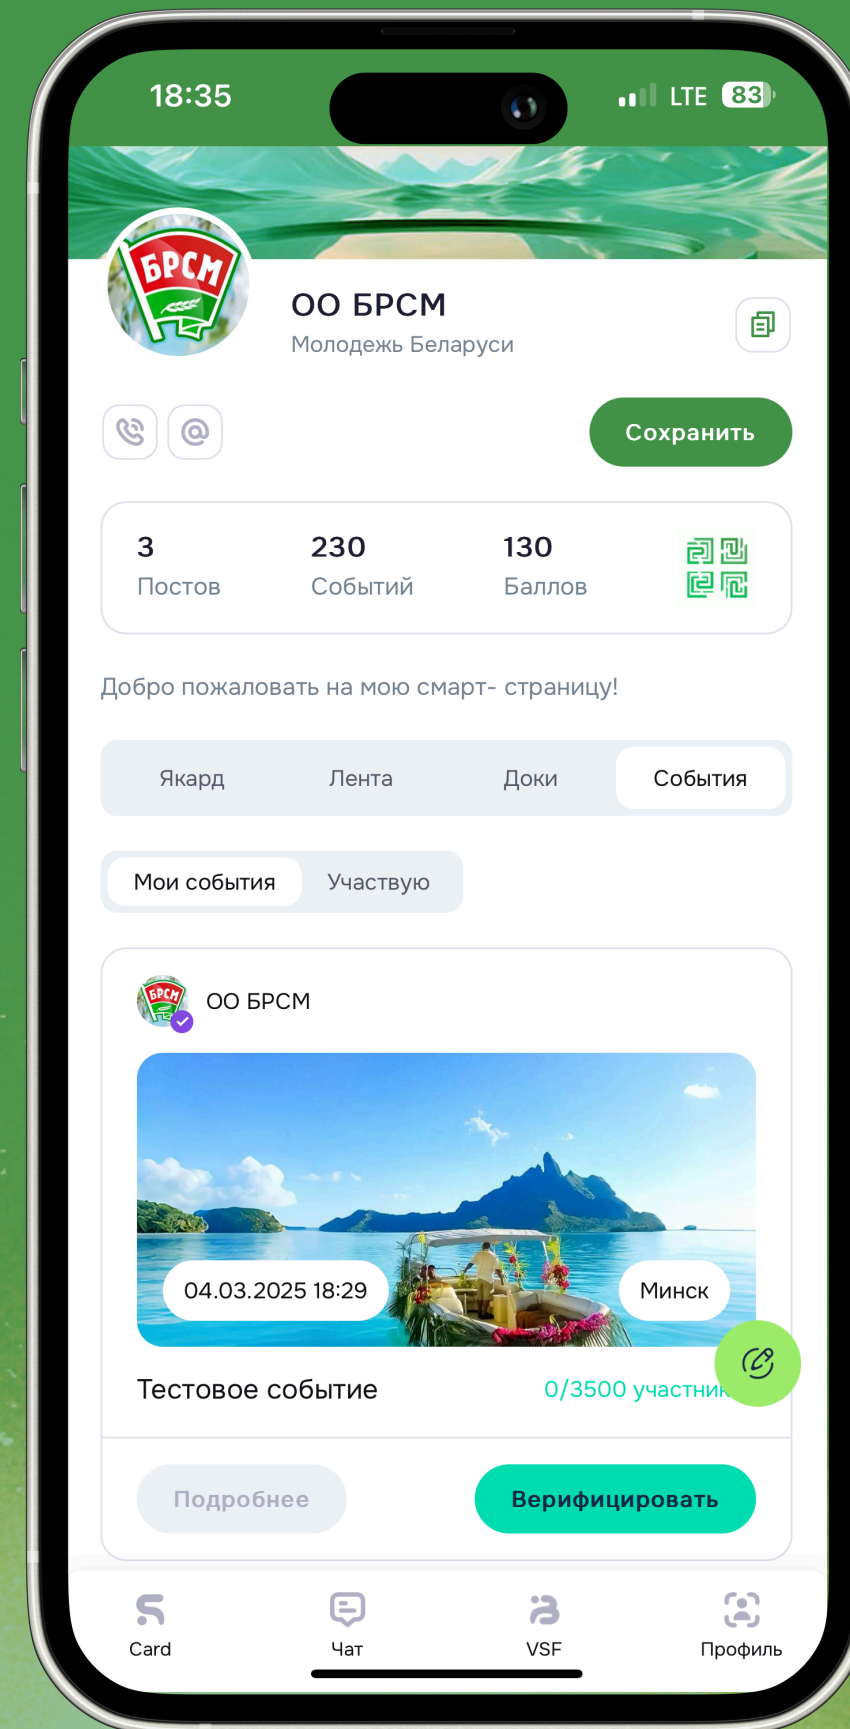 18:35
LTE 83
БРСМ
ОО БРСМ
Молодежь Беларуси
Сохранить
3 230 130
Постов Событий Баллов
Добро пожаловать на мою смарт- страницу!
Якард Лента Доки События
Мои события Участвую
БРСМ
ОО БРСМ
04.03.2025 18:29 Минск
Тестовое событие 0/3500 участник
Подробнее Верифицировать
Card Чат VSF Профиль